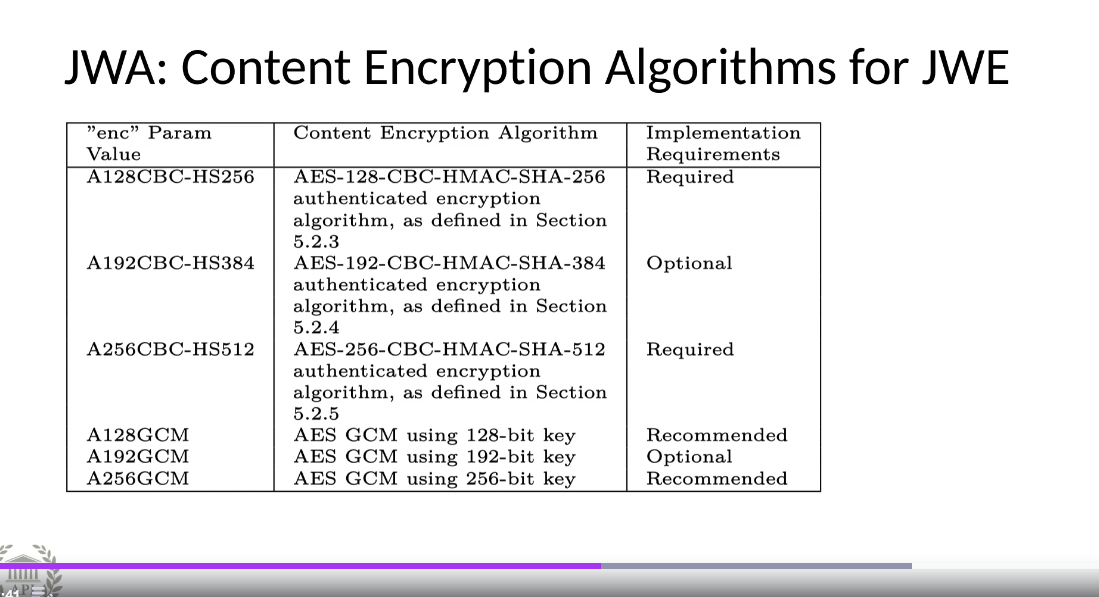 JWA: Content Encryption Algorithms for JWE
”enc” Param Value | Content Encryption Algorithm | Implementation Requirements
A128CBC-HS256 | AES-128-CBC-HMAC-SHA-256 authenticated encryption algorithm, as defined in Section 5.2.3 | Required
A192CBC-HS384 | AES-192-CBC-HMAC-SHA-384 authenticated encryption algorithm, as defined in Section 5.2.4 | Optional
A256CBC-HS512 | AES-256-CBC-HMAC-SHA-512 authenticated encryption algorithm, as defined in Section 5.2.5 | Required
A128GCM | AES GCM using 128-bit key | Recommended
A192GCM | AES GCM using 192-bit key | Optional
A256GCM | AES GCM using 256-bit key | Recommended
:41